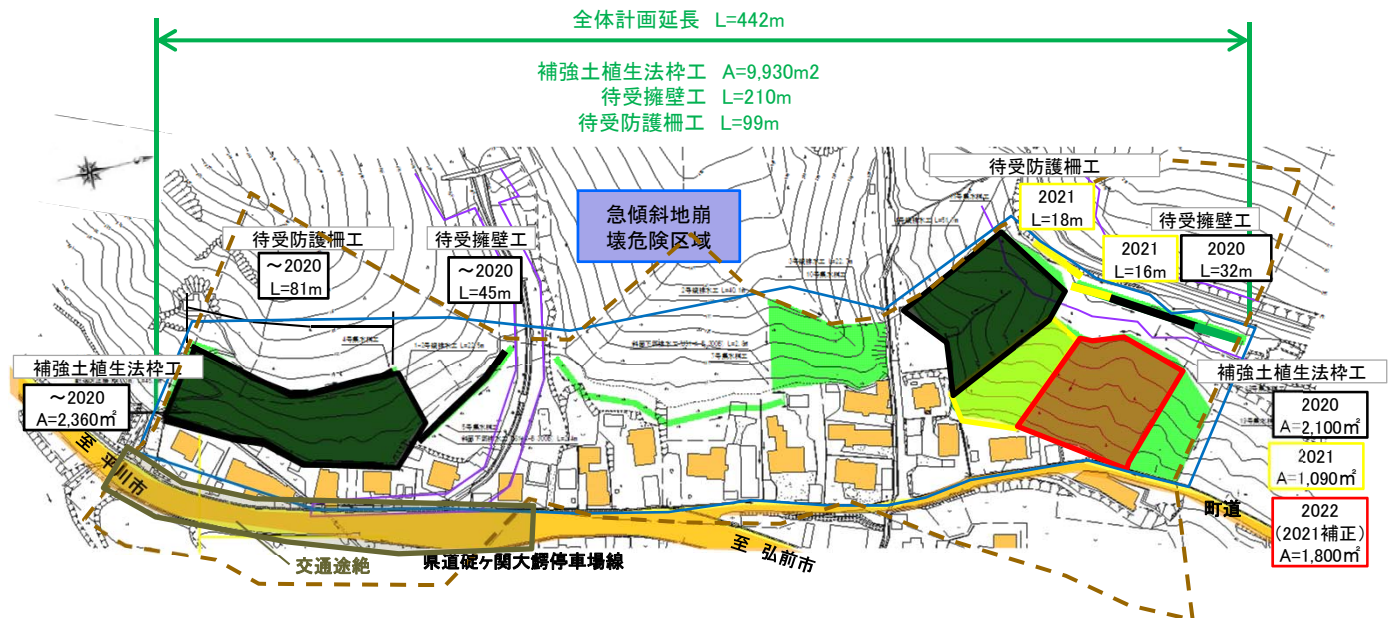 全体計画延長 L=442m
補強土植生法枠工 A=9,930m2
待受擁壁工 L=210m
待受防護柵工 L=99m
急傾斜地崩
壊危険区域
待受防護柵工
～2020
L=81m
待受擁壁工
～2020
L=45m
待受防護柵工
2021
L=18m
待受擁壁工
2021
L=16m
2020
L=32m
補強土植生法枠工
～2020
A=2,360㎡
補強土植生法枠工
2020
A=2,100㎡
2021
A=1,090㎡
2022
(2021補正)
A=1,800㎡
至 平川市
交通途絶
県道碇ヶ関大鰐停車場線
至 弘前市
町道